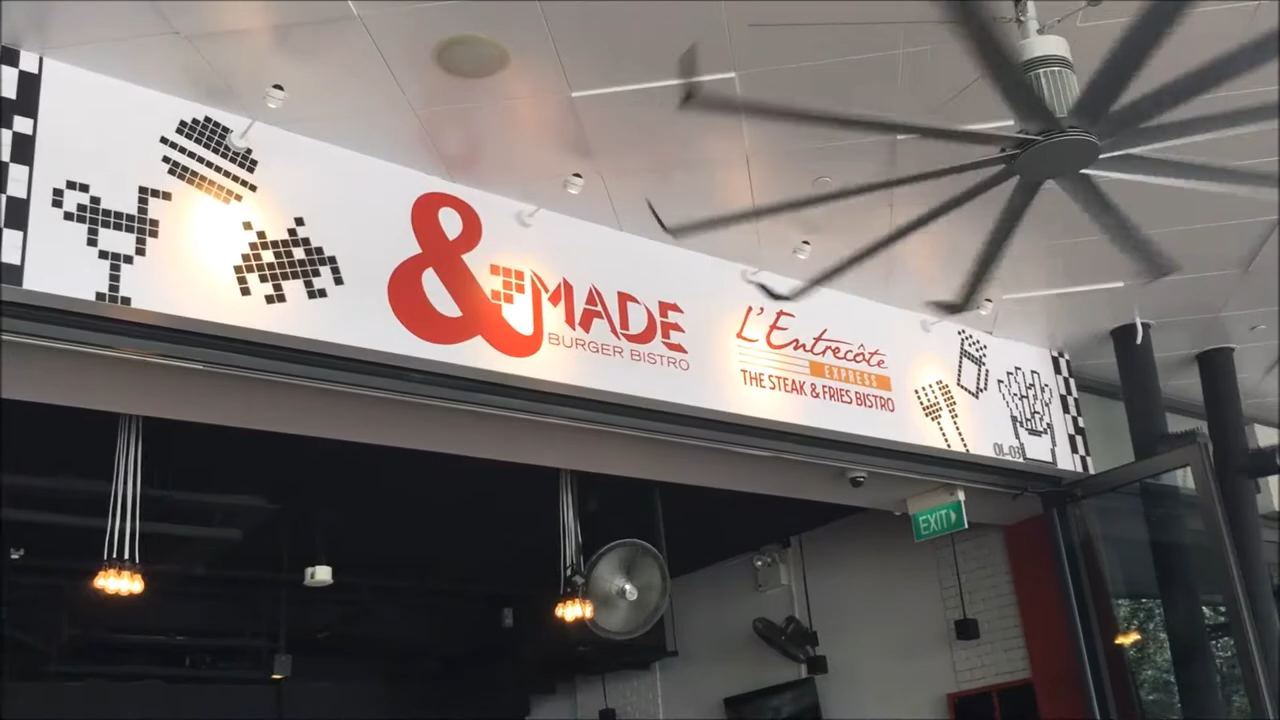 &MADE
BURGER BISTRO
L'Entrecôte
EXPRESS
THE STEAK & FRIES BISTRO
01-03
EXIT